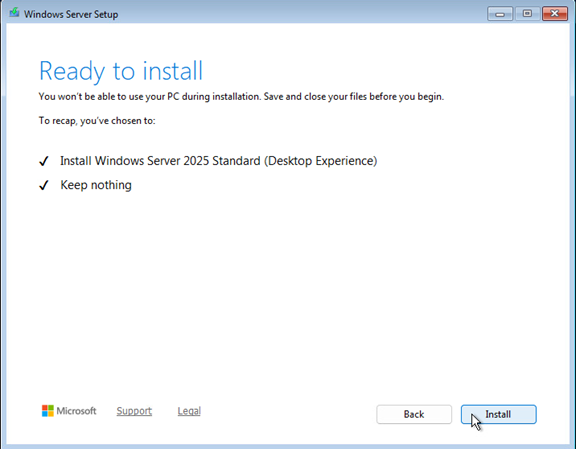 Windows Server Setup
Ready to install
You won't be able to use your PC during installation. Save and close your files before you begin.
To recap, you've chosen to:
Install Windows Server 2025 Standard (Desktop Experience)
Keep nothing
Microsoft Support Legal Back Install